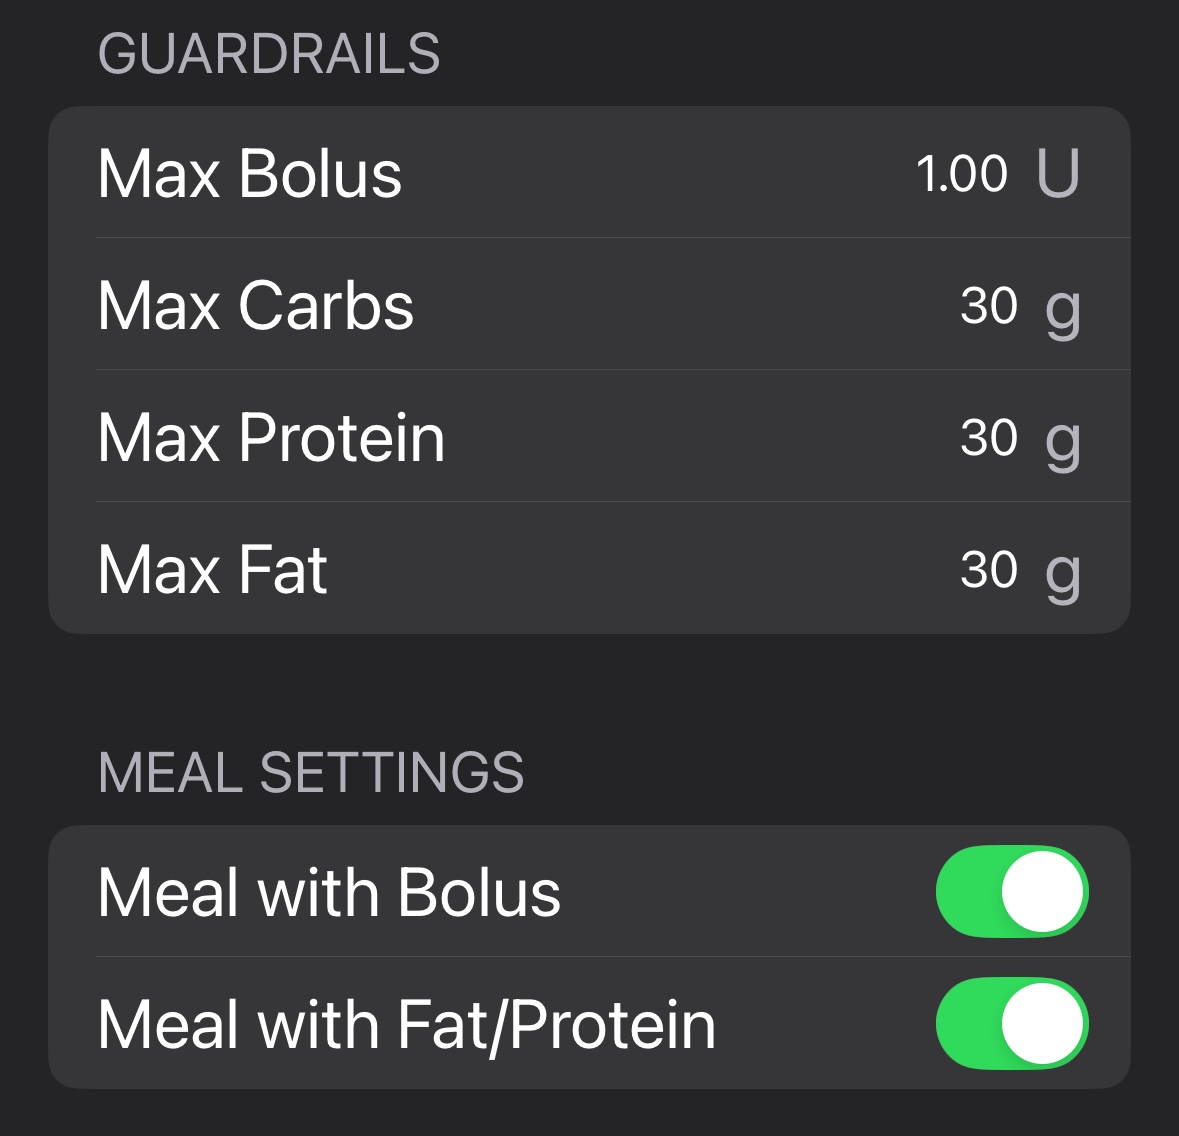 GUARDRAILS
Max Bolus 1.00 U
Max Carbs 30 g
Max Protein 30 g
Max Fat 30 g
MEAL SETTINGS
Meal with Bolus
Meal with Fat/Protein